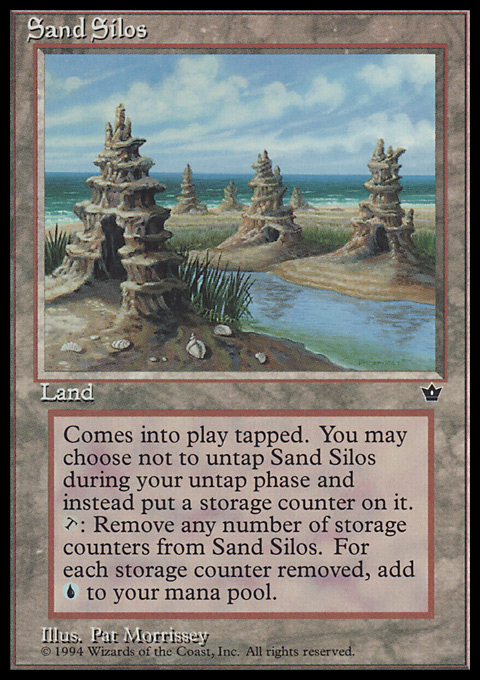 Sand Silos
Land
Comes into play tapped. You may
choose not to untap Sand Silos
during your untap phase and
instead put a storage counter on it.
: Remove any number of storage
counters from Sand Silos. For
each storage counter removed, add
to your mana pool.
Illus. Pat Morrissey
© 1994 Wizards of the Coast, Inc. All rights reserved.